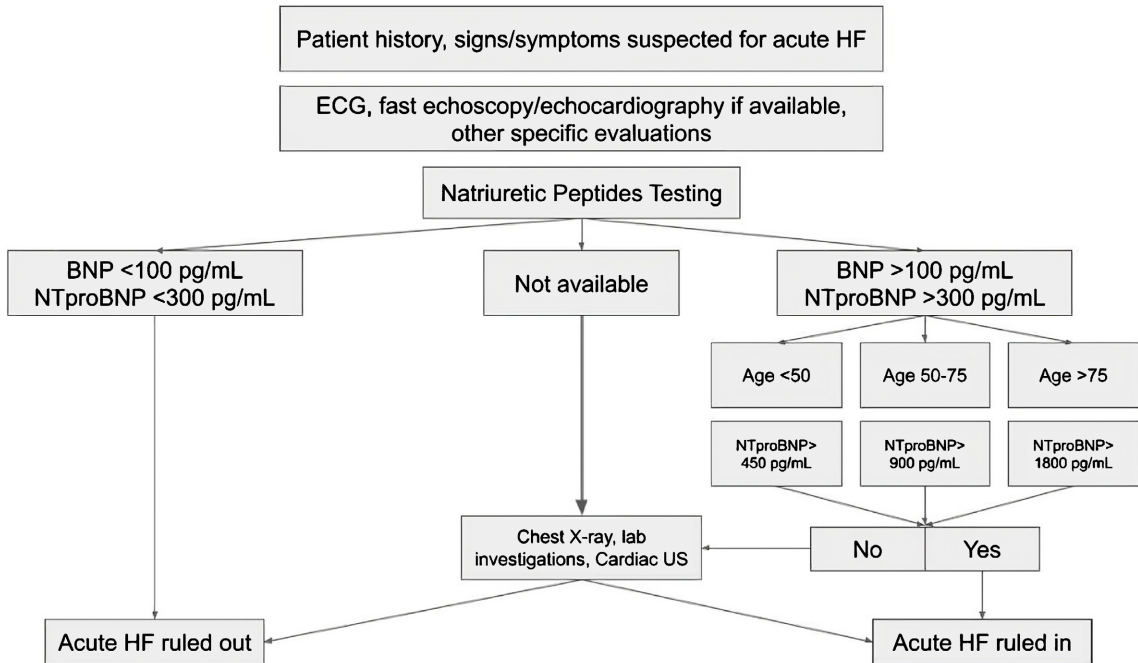 Patient history, signs/symptoms suspected for acute HF
ECG, fast echoscopy/echocardiography if available,
other specific evaluations
Natriuretic Peptides Testing
BNP <100 pg/mL
NTproBNP <300 pg/mL
Not available
BNP >100 pg/mL
NTproBNP >300 pg/mL
Age <50
Age 50-75
Age >75
NTproBNP>
450 pg/mL
NTproBNP>
900 pg/mL
NTproBNP>
1800 pg/mL
Chest X-ray, lab
investigations, Cardiac US
No
Yes
Acute HF ruled out
Acute HF ruled in